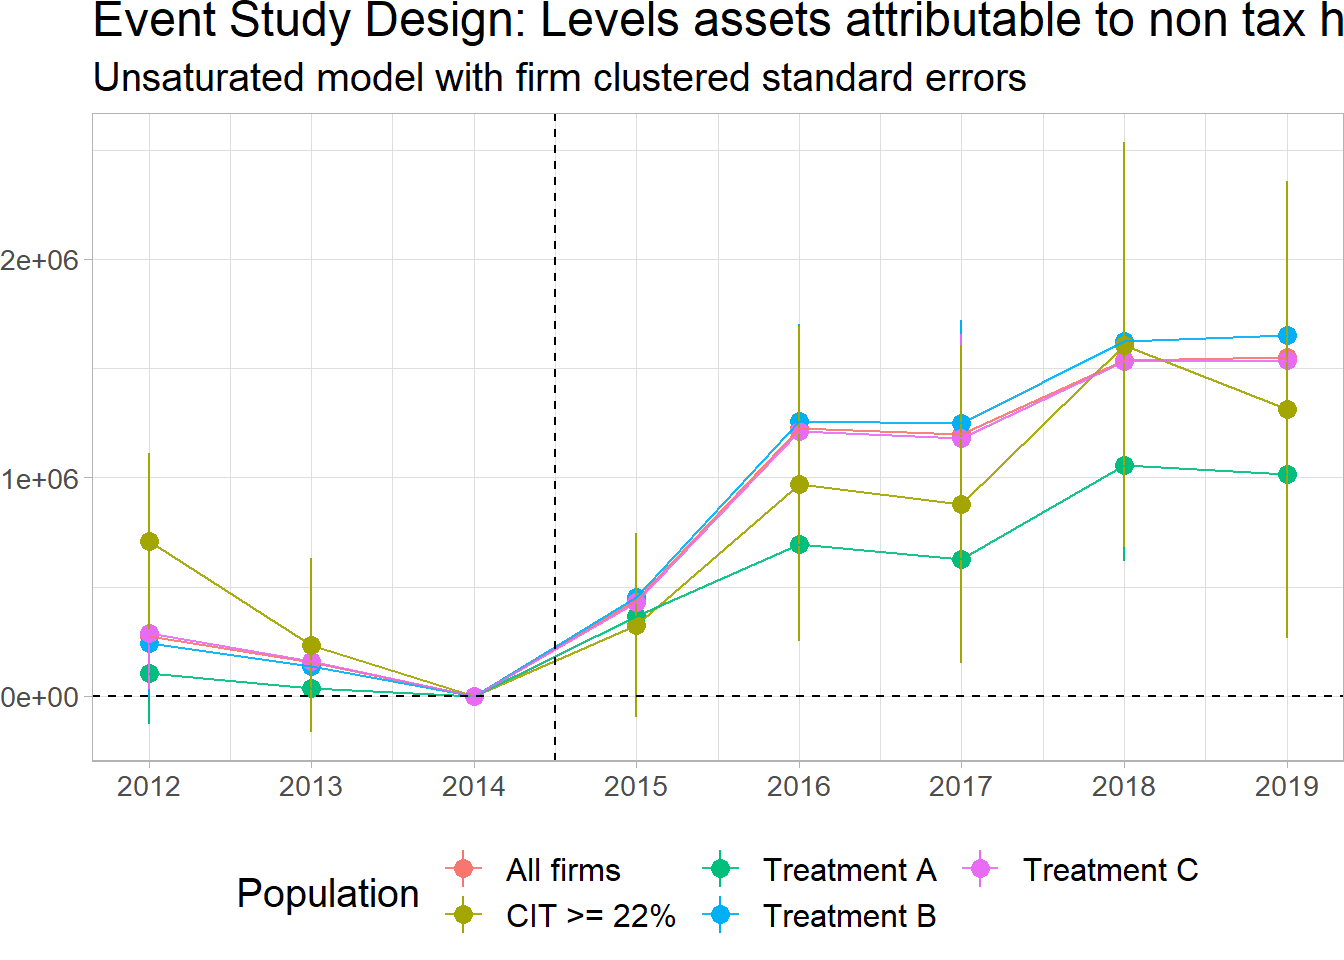 Event Study Design: Levels assets attributable to non tax h
Unsaturated model with firm clustered standard errors
2e+06
1e+06
0e+00
2012 2013 2014 2015 2016 2017 2018 2019
Population
All firms Treatment A Treatment C
CIT >= 22% Treatment B